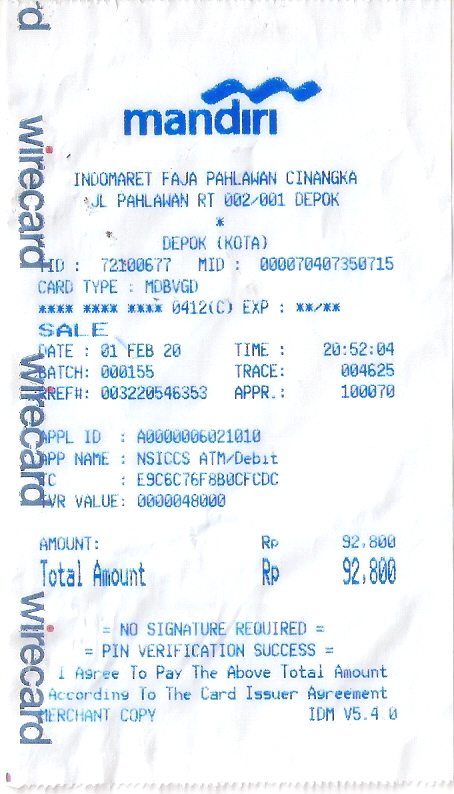 mandiri
INDOMARET FAJA PAHLAWAN CINANGKA
JL PAHLAWAN RT 002/001 DEPOK
*
DEPOK (KOTA)
TID : 72100677 MID : 000070407350715
CARD TYPE : MDBVGD
**** **** **** 0412(C) EXP : **/**
SALE
DATE : 01 FEB 20 TIME : 20:52:04
BATCH: 000155 TRACE: 004625
RREF#: 003220546353 APPR.: 100070
APPL ID : A0000006021010
APP NAME : NSICCS ATM/Debit
TC : E9C6C76F8B0CFCDC
TVR VALUE: 0000048000
AMOUNT: Rp 92,800
Total Amount Rp 92,800
= NO SIGNATURE REQUIRED =
= PIN VERIFICATION SUCCESS =
I Agree To Pay The Above Total Amount
According To The Card Issuer Agreement
MERCHANT COPY IDM V5.4.0
d
wirecard
wirecard
wirecard